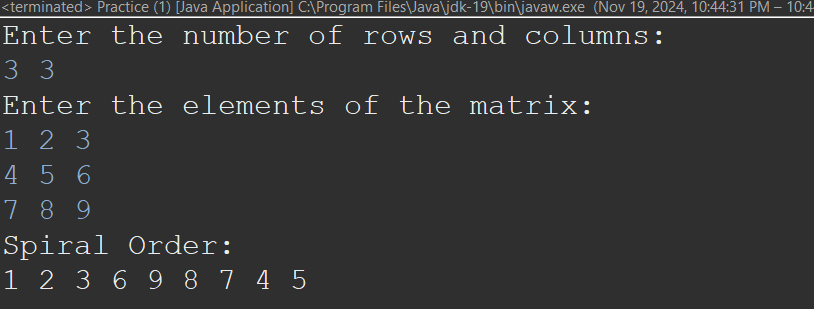 <terminated> Practice (1) [Java Application] C:\Program Files\Java\jdk-19\bin\javaw.exe (Nov 19, 2024, 10:44:31 PM – 10:4
Enter the number of rows and columns:
3 3
Enter the elements of the matrix:
1 2 3
4 5 6
7 8 9
Spiral Order:
1 2 3 6 9 8 7 4 5